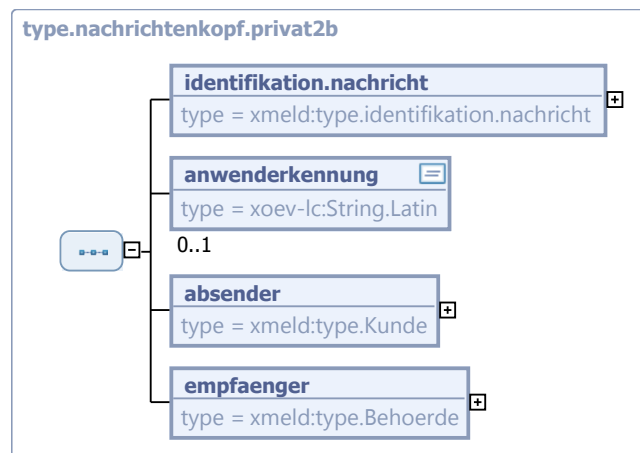 type.nachrichtenkopf.privat2b
identifikation.nachricht
type = xmeld:type.identifikation.nachricht
anwenderkennung
type = xoev-lc:String.Latin
0..1
absender
type = xmeld:type.Kunde
empfaenger
type = xmeld:type.Behoerde